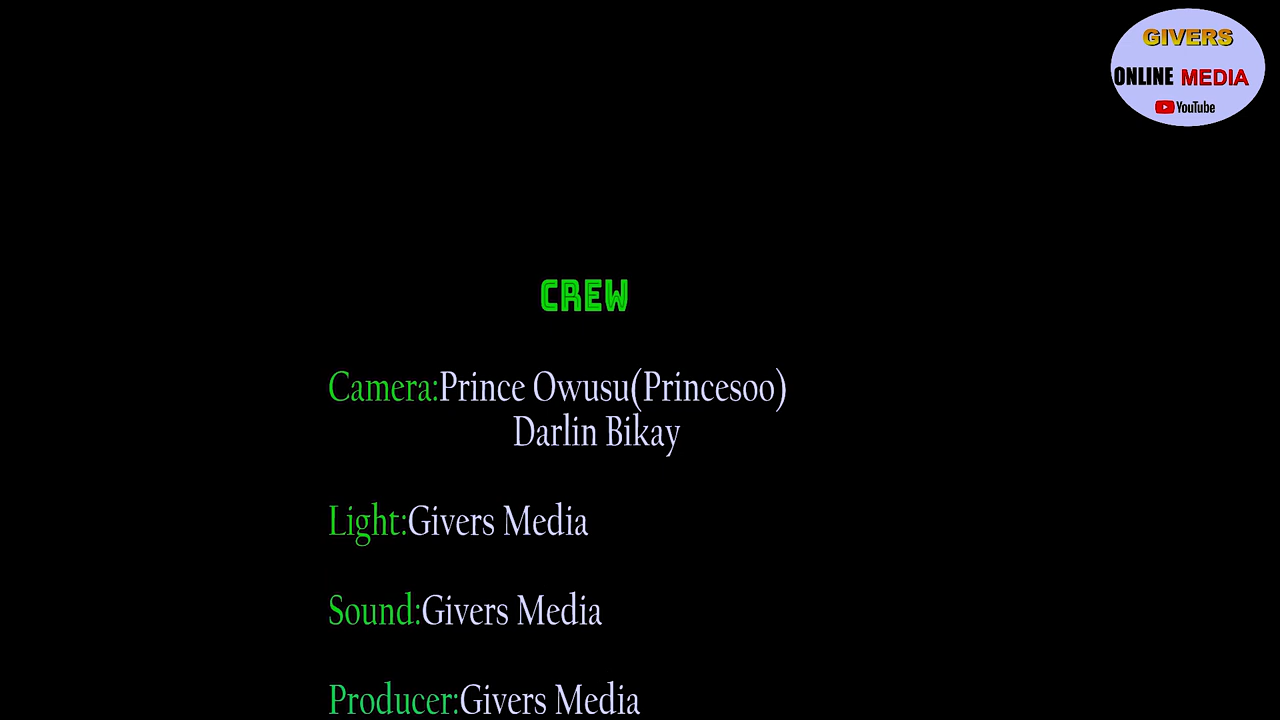 GIVERS
ONLINE MEDIA
YouTube
CREW
Camera:Prince Owusu(Princesoo)
Darlin Bikay
Light:Givers Media
Sound:Givers Media
Producer:Givers Media